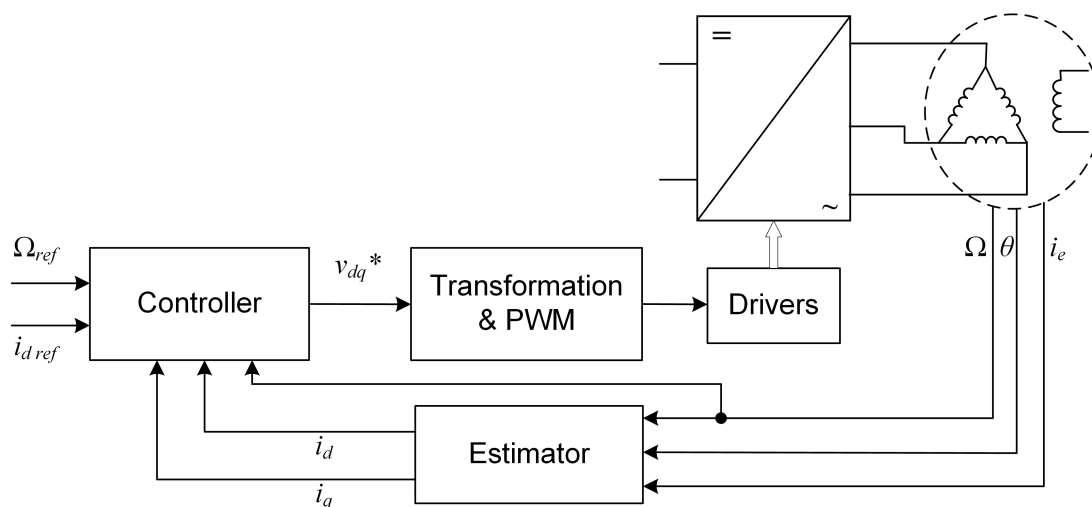 =
~
Ω θ i_e
Ω_ref
i_d ref
Controller
v_dq*
Transformation
& PWM
Drivers
i_d
i_q
Estimator